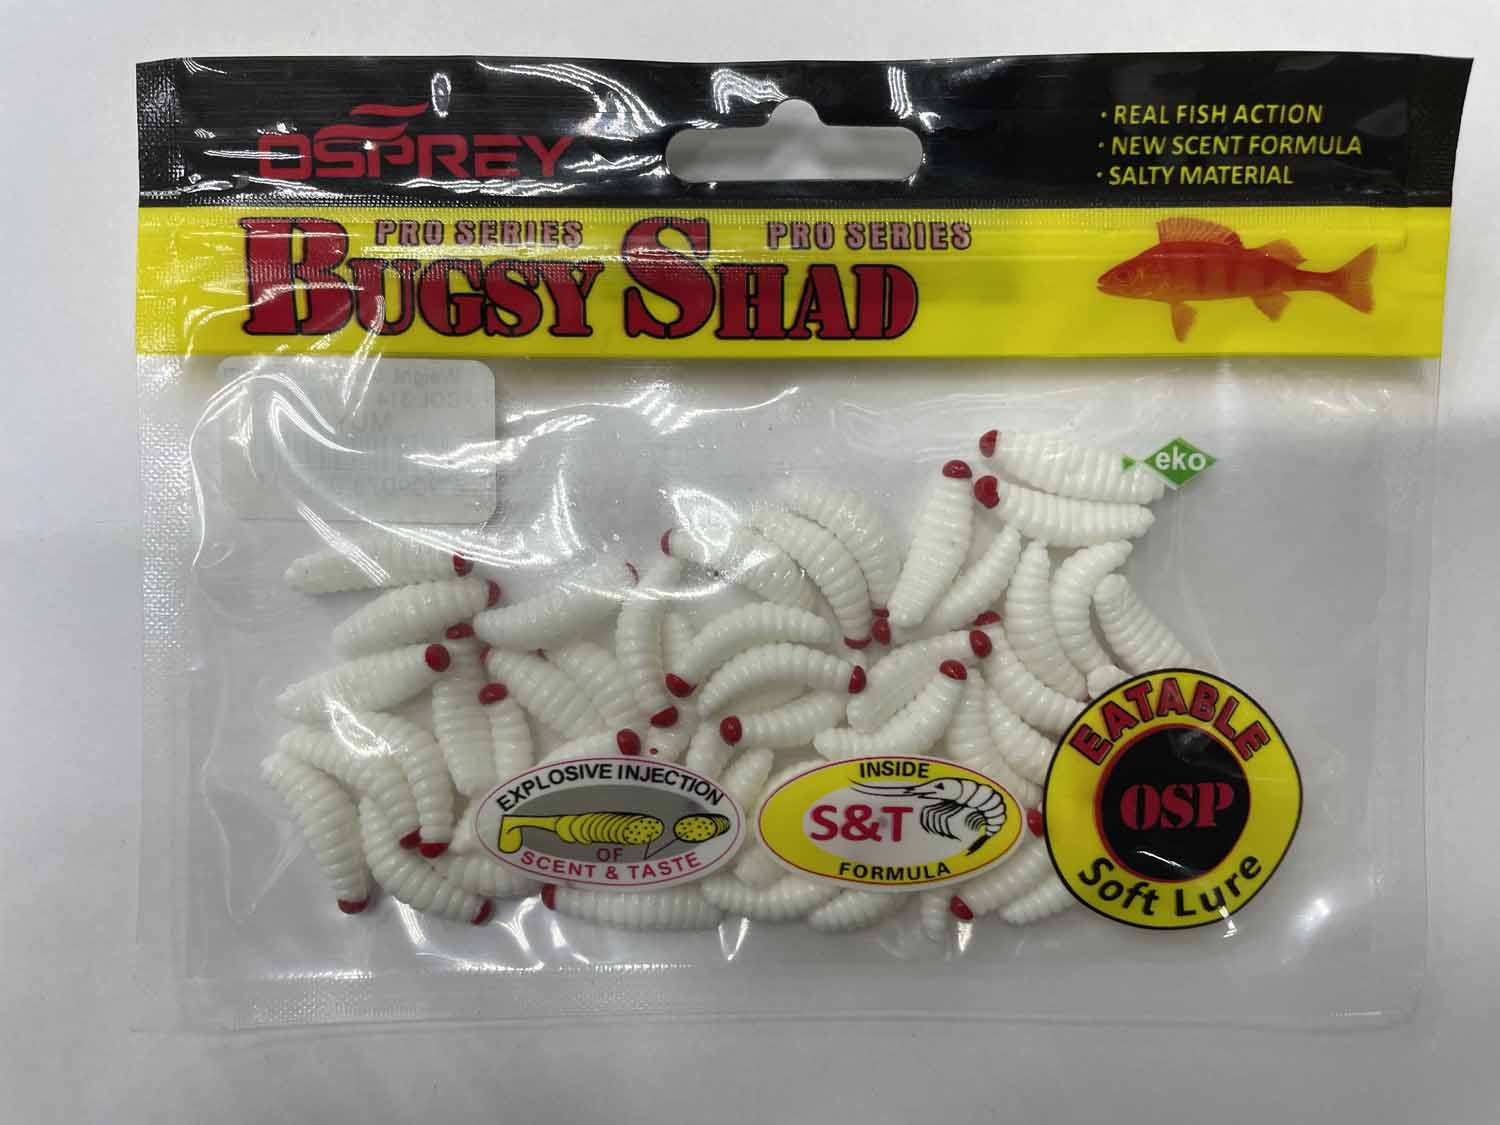 OSPREY
· REAL FISH ACTION
· NEW SCENT FORMULA
· SALTY MATERIAL
PRO SERIES PRO SERIES
BUGSY SHAD
Weight
eko
EXPLOSIVE INJECTION
OF
SCENT & TASTE
INSIDE
S&T
FORMULA
EATABLE
OSP
Soft Lure